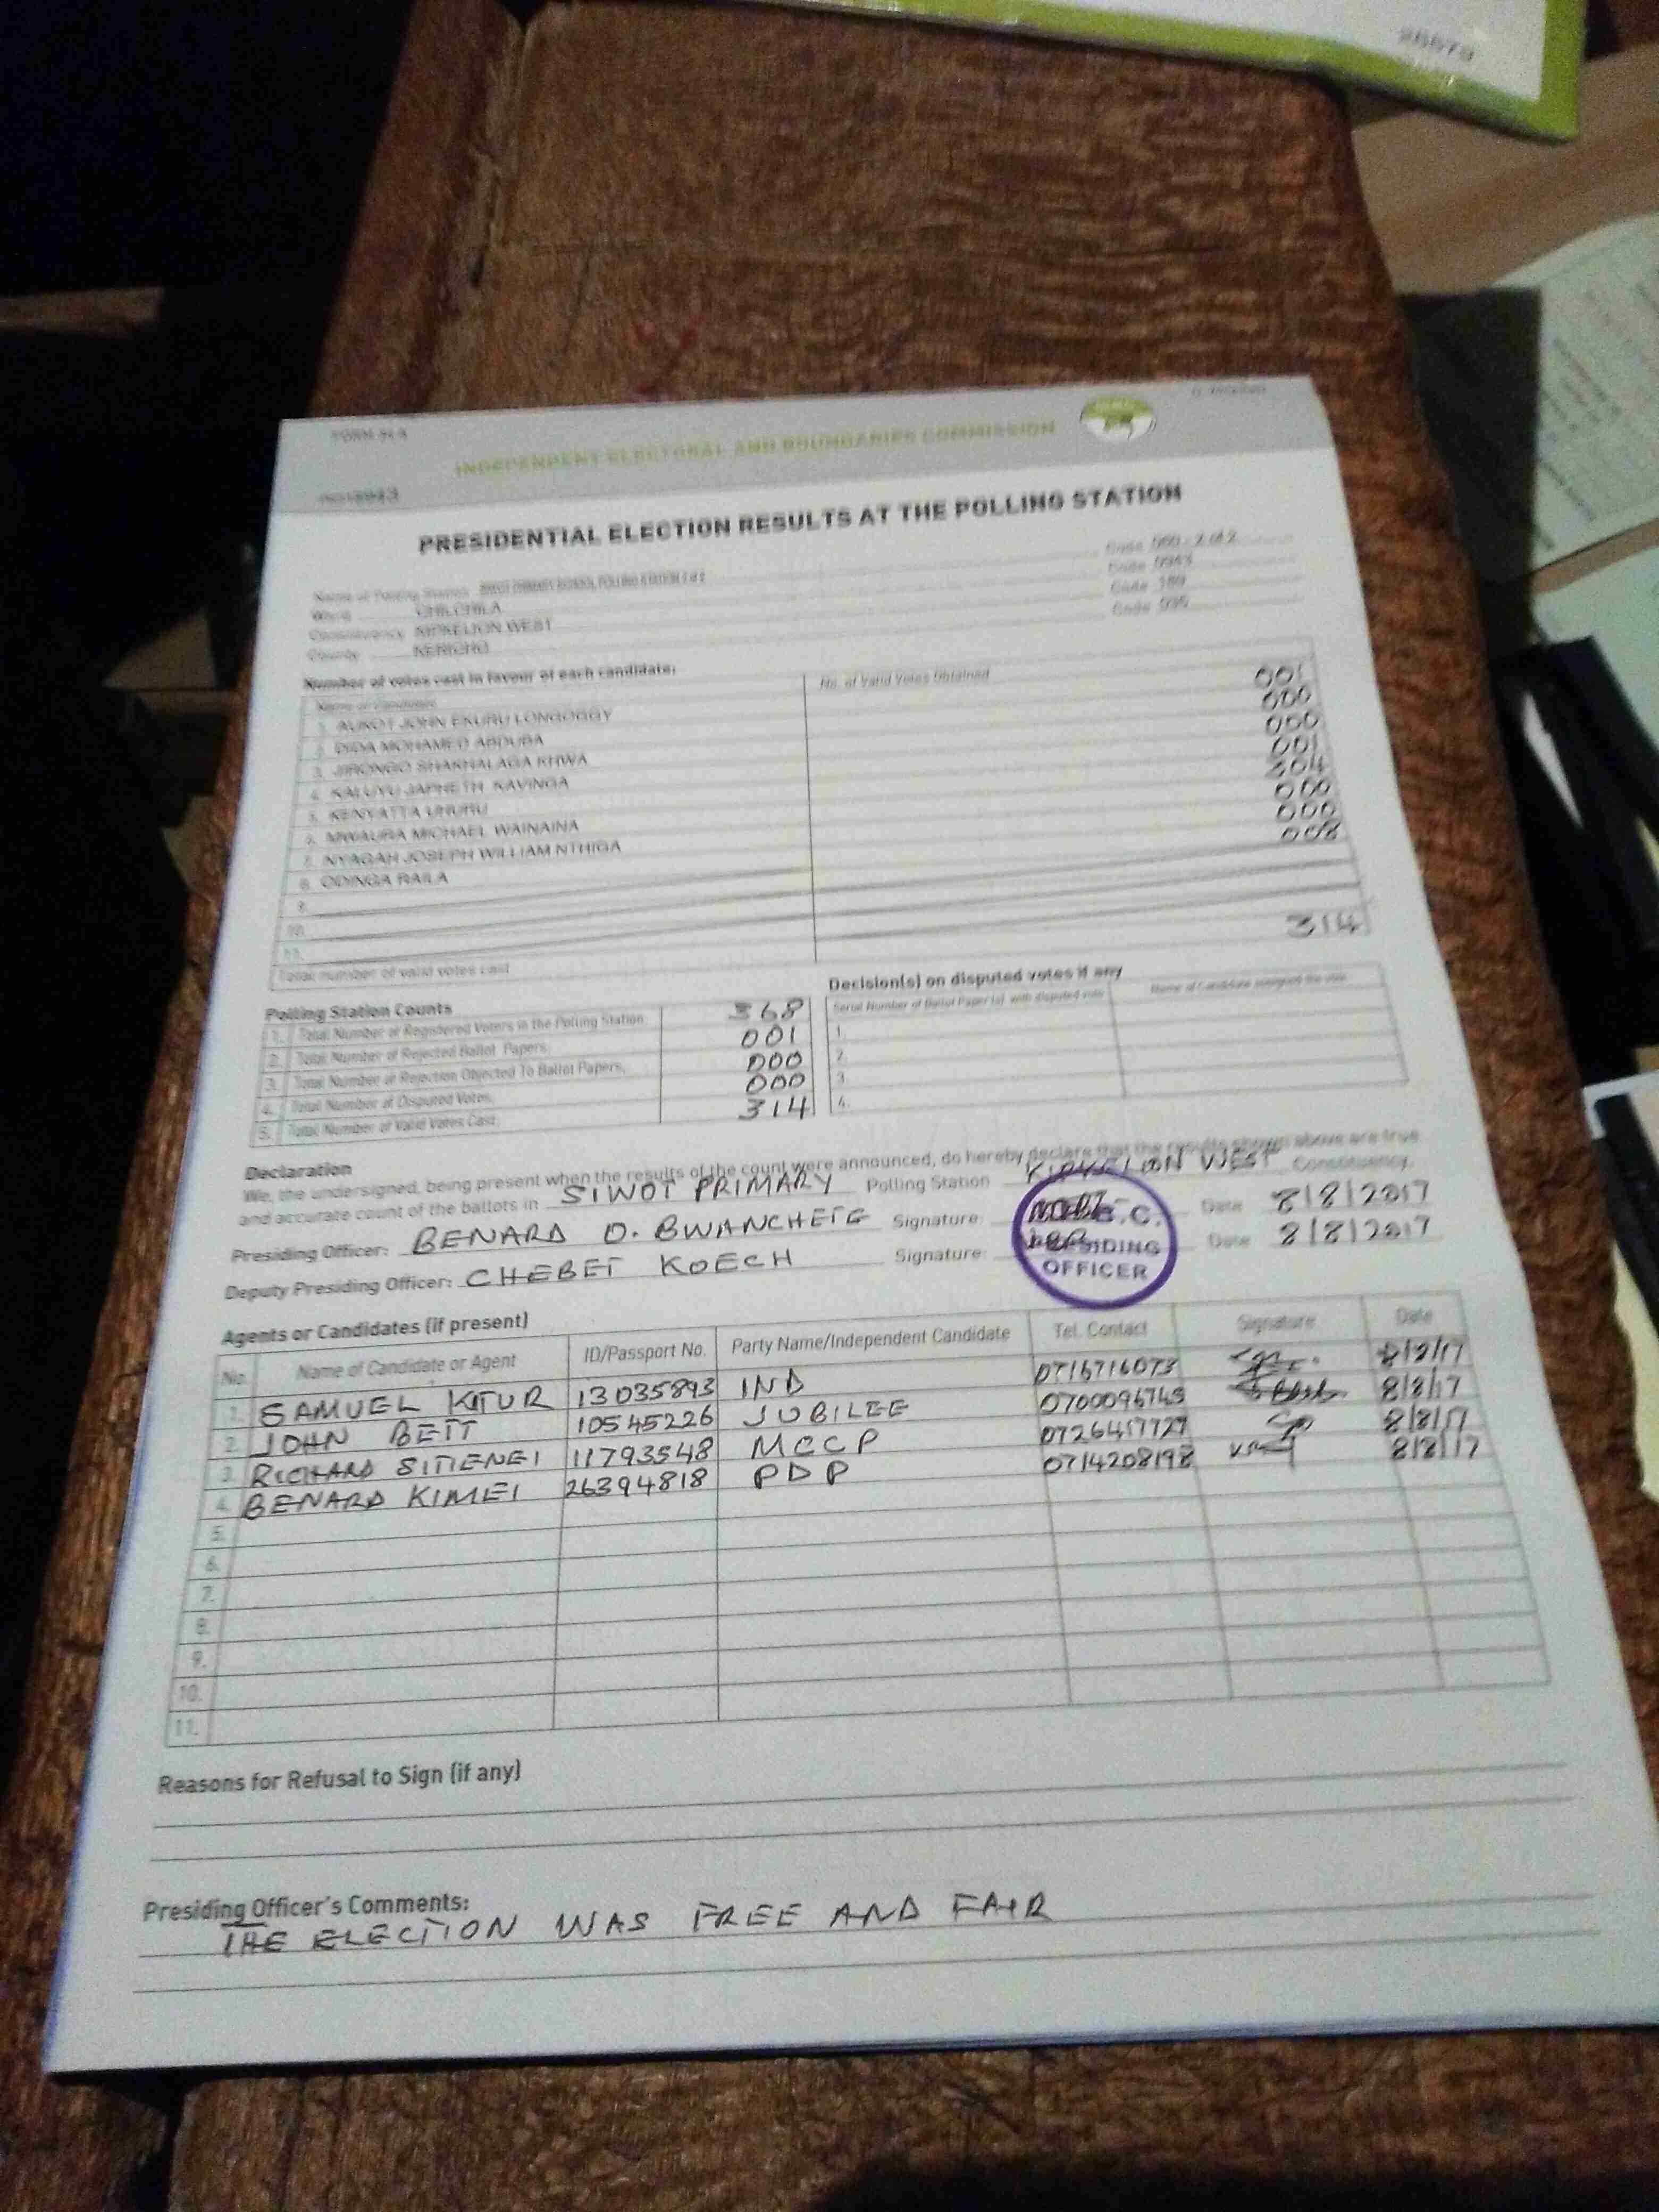 26673
FORM 34A
INDEPENDENT ELECTORAL AND BOUNDARIES COMMISSION
PRESIDENTIAL ELECTION RESULTS AT THE POLLING STATION
Name of Polling Station PRIMARY SCHOOL POLLING STATION 2 of 2 Code 060 - 2 of 2
Ward CHILCHILA Code 0943
Constituency KIPKELION WEST Code 189
County KERICHO Code 035
Number of votes cast in favour of each candidate:
Name of Candidate No. of Valid Votes Obtained
1. AUKOT JOHN EKURU LONGOGGY 001
2. DIDA MOHAMED ABDUBA 000
3. JIRONGO SHAKHALAGA KHWA 000
4. KALUYU JAPHETH KAVINGA 001
5. KENYATTA UHURU 304
6. MWAURA MICHAEL WAINAINA 000
7. NYAGAH JOSEPH WILLIAM NTHIGA 000
8. ODINGA RAILA 008
9.
10.
11.
Total number of valid votes cast 314
Polling Station Counts
1. Total Number of Registered Voters in the Polling Station 368
2. Total Number of Rejected Ballot Papers, 001
3. Total Number of Rejection Objected To Ballot Papers, 000
4. Total Number of Disputed Votes, 000
5. Total Number of Valid Votes Cast, 314
Decision(s) on disputed votes if any
Serial Number of Ballot Paper (s) with disputed vote Name of Candidate assigned the vote
1.
2.
3.
4.
Declaration
We, the undersigned, being present when the results of the count were announced, do hereby declare that the results shown above are true
and accurate count of the ballots in SIWOT PRIMARY Polling Station KIPKELION WEST Constituency.
Presiding Officer: BENARD O. BWANCHETE Signature: Date 8/8/2017
Deputy Presiding Officer: CHEBET KOECH Signature: Date 8/8/2017
PRESIDING
OFFICER
Agents or Candidates (if present)
No. Name of Candidate or Agent ID/Passport No. Party Name/Independent Candidate Tel. Contact Signature Date
1. SAMUEL KITUR 13035893 IND 0716716073 8/8/17
2. JOHN BETT 10545226 JUBILEE 0700096745 8/8/17
3. RICHARD SITIENEI 11793548 MCCP 0726417727 8/8/17
4. BENARD KIMEI 26394818 PDP 0714208198 8/8/17
5.
6.
7.
8.
9.
10.
11.
Reasons for Refusal to Sign (if any)
Presiding Officer's Comments:
THE ELECTION WAS FREE AND FAIR